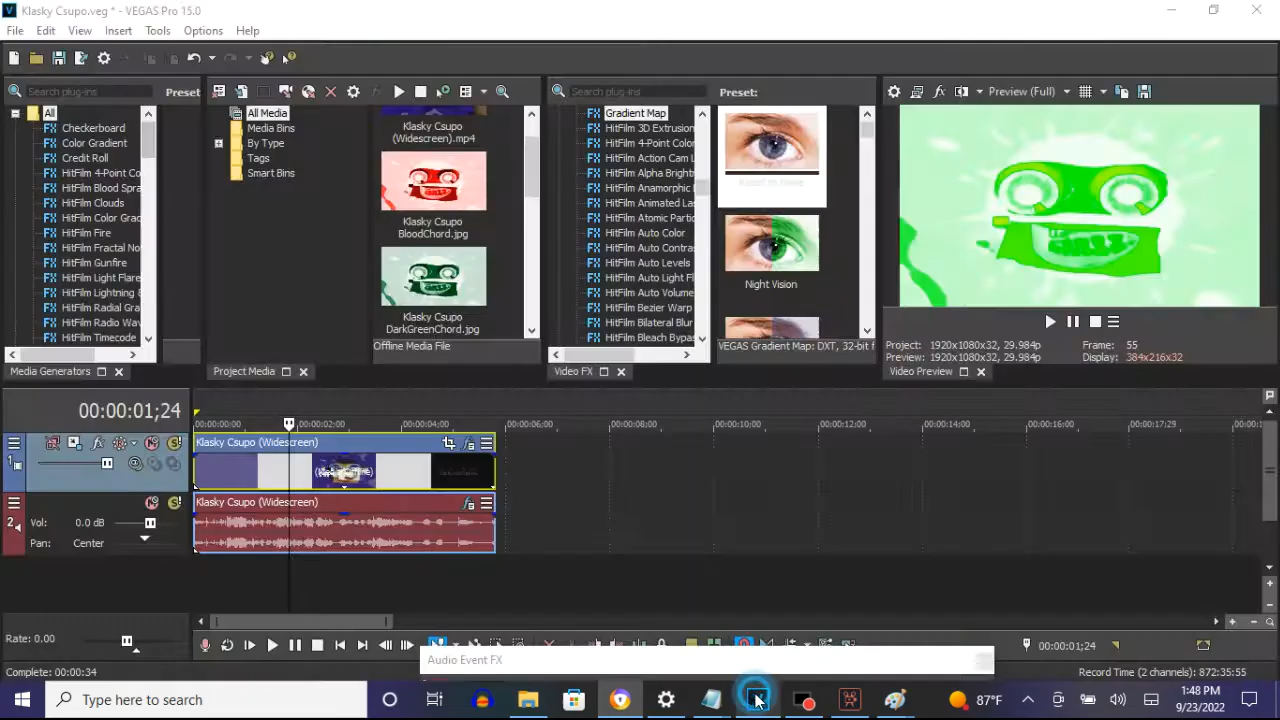 Klasky Csupo.veg * - VEGAS Pro 15.0
File Edit View Insert Tools Options Help
Search plug-ins
Preset
Search plug-ins
Preset:
Preview (Full)
All
Checkerboard
Color Gradient
Credit Roll
HitFilm 4-Point Co
HitFilm Blood Spra
HitFilm Clouds
HitFilm Color Grac
HitFilm Fire
HitFilm Fractal No
HitFilm Gunfire
HitFilm Light Flare
HitFilm Lightning
HitFilm Radial Gra
HitFilm Radio Wav
HitFilm Timecode
Media Generators
All Media
Media Bins
By Type
Tags
Smart Bins
Klasky Csupo
(Widescreen).mp4
Klasky Csupo
BloodChord.jpg
Klasky Csupo
DarkGreenChord.jpg
Offline Media File
Project Media
Gradient Map
HitFilm 3D Extrusion
HitFilm 4-Point Color
HitFilm Action Cam L
HitFilm Alpha Bright
HitFilm Anamorphic
HitFilm Animated Las
HitFilm Atomic Partic
HitFilm Auto Color
HitFilm Auto Contra
HitFilm Auto Levels
HitFilm Auto Light Fl
HitFilm Auto Volume
HitFilm Bezier Warp
HitFilm Bilateral Blur
HitFilm Bleach Bypas
Night Vision
VEGAS Gradient Map: DXT, 32-bit f
Video FX
Project: 1920x1080x32, 29.984p
Frame: 55
Preview: 1920x1080x32, 29.984p
Display: 384x216x32
Video Preview
00:00:01;24
00:00:00;00 00:00:02;00 00:00:04;00 00:00:06;00 00:00:08;00 00:00:10;00 00:00:12;00 00:00:14;00 00:00:16;00 00:00:17;29 00:00:1
Klasky Csupo (Widescreen)
1
Klasky Csupo (Widescreen)
2
Vol: 0.0 dB
Pan: Center
Rate: 0.00
00:00:01;24
Audio Event FX
Complete: 00:00:34
Record Time (2 channels): 872:35:55
Type here to search
87°F
1:48 PM
9/23/2022